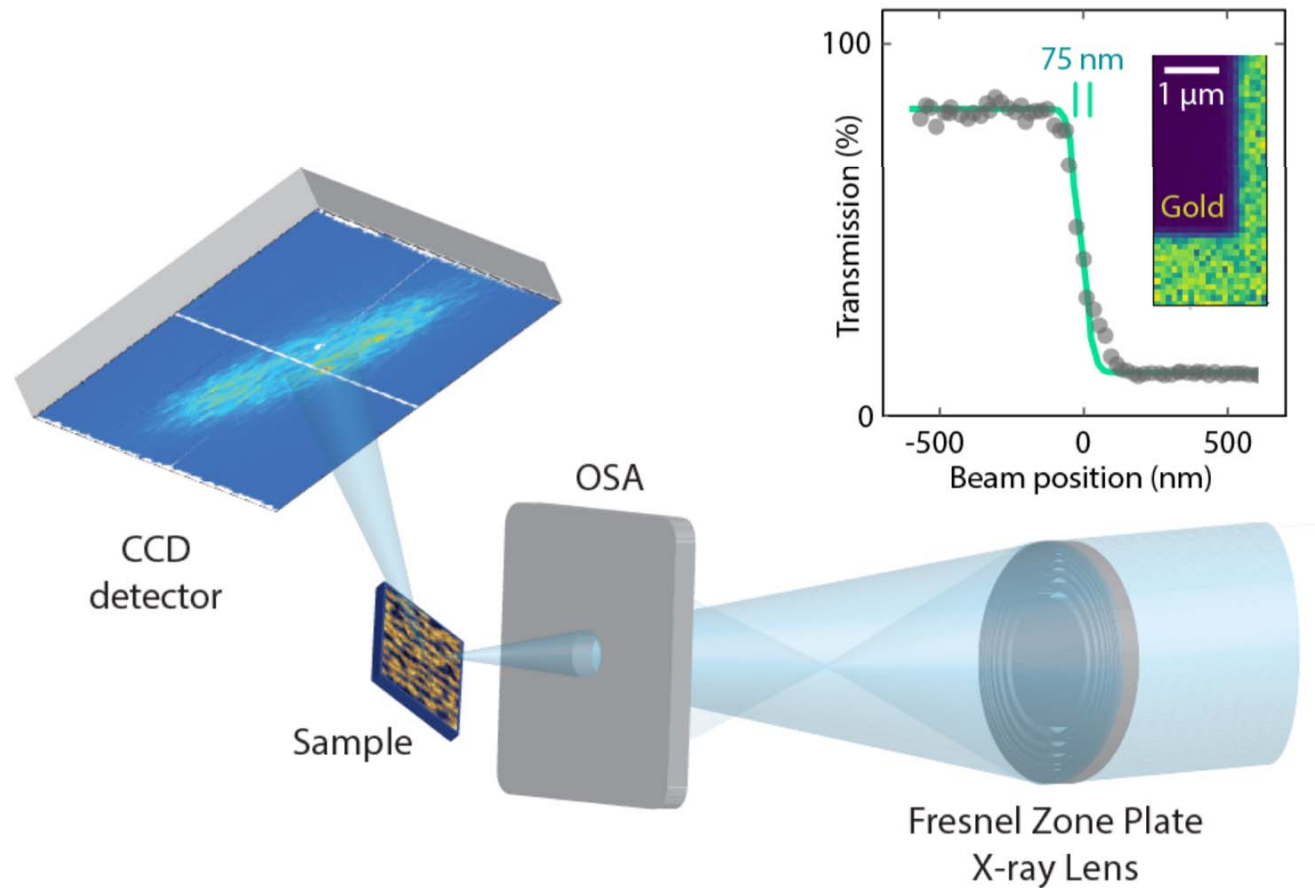 100
75 nm
1 μm
Gold
Transmission (%)
0
-500
0
500
Beam position (nm)
OSA
CCD
detector
Sample
Fresnel Zone Plate
X-ray Lens